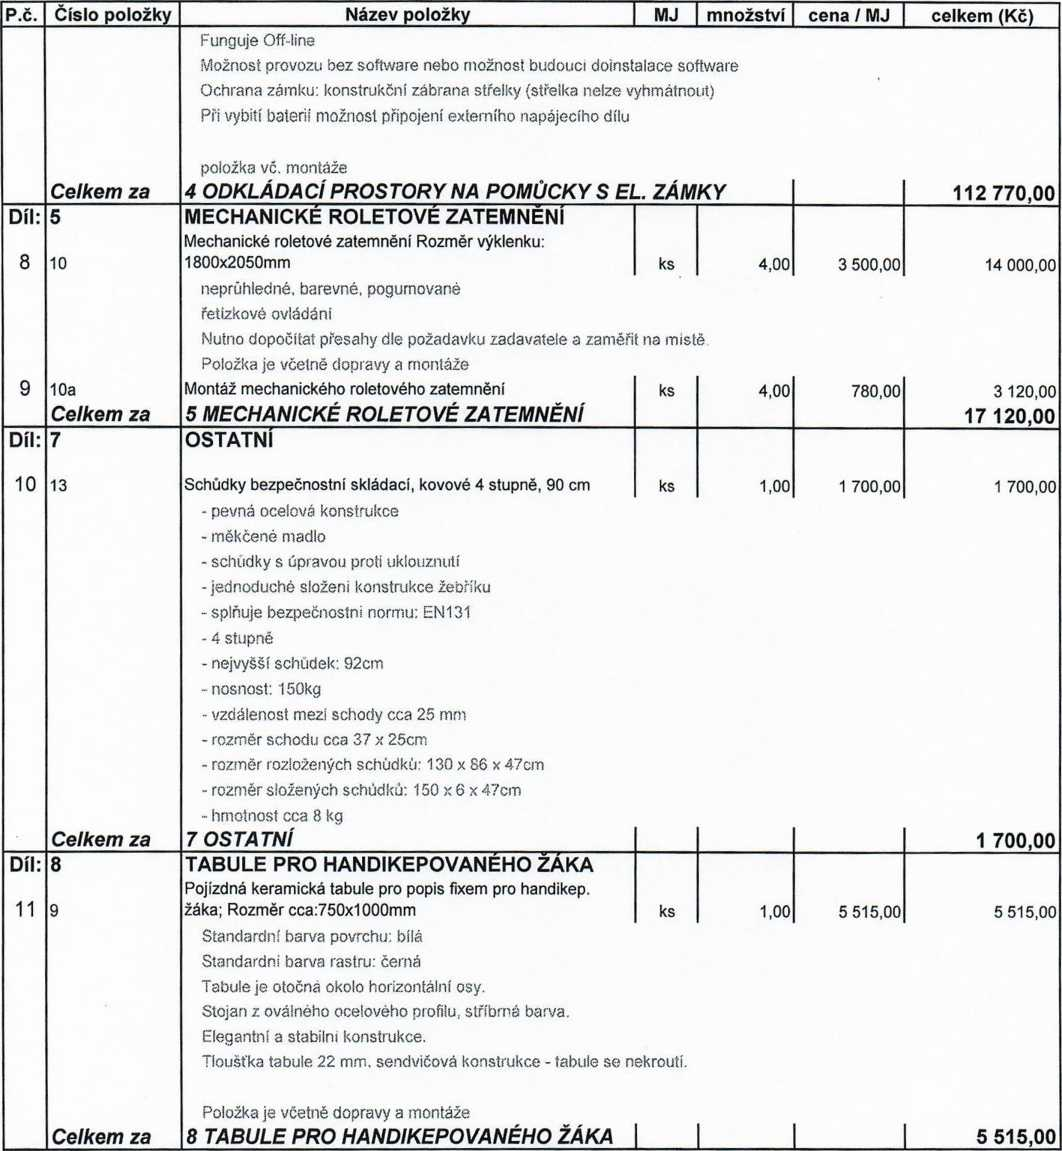 P.č. Číslo položky Název položky MJ množství cena / MJ celkem (Kč)
Funguje Off-line
Možnost provozu bez software nebo možnost budoucí doinstalace software
Ochrana zámku: konstrukční zábrana střelky (střelka nelze vyhmátnout)
Při vybití baterií možnost připojení externího napájecího dílu
položka vč. montáže
Celkem za 4 ODKLÁDACÍ PROSTORY NA POMŮCKY S EL. ZÁMKY 112 770,00
Díl: 5 MECHANICKÉ ROLETOVÉ ZATEMNĚNÍ
Mechanické roletové zatemnění Rozměr výklenku:
8 10 1800x2050mm ks 4,00 3 500,00 14 000,00
neprůhledné, barevné, pogumované
řetízkové ovládání
Nutno dopočítat přesahy dle požadavku zadavatele a zaměřit na místě.
Položka je včetně dopravy a montáže
9 10a Montáž mechanického roletového zatemnění ks 4,00 780,00 3 120,00
Celkem za 5 MECHANICKÉ ROLETOVÉ ZATEMNĚNÍ 17 120,00
Díl: 7 OSTATNÍ
10 13 Schůdky bezpečnostní skládací, kovové 4 stupně, 90 cm ks 1,00 1 700,00 1 700,00
- pevná ocelová konstrukce
- měkčené madlo
- schůdky s úpravou proti uklouznutí
- jednoduché složení konstrukce žebříku
- splňuje bezpečnostní normu: EN131
- 4 stupně
- nejvyšší schůdek: 92cm
- nosnost: 150kg
- vzdálenost mezi schody cca 25 mm
- rozměr schodu cca 37 x 25cm
- rozměr rozložených schůdků: 130 x 86 x 47cm
- rozměr složených schůdků: 150 x 6 x 47cm
- hmotnost cca 8 kg
Celkem za 7 OSTATNÍ 1 700,00
Díl: 8 TABULE PRO HANDIKEPOVANÉHO ŽÁKA
Pojízdná keramická tabule pro popis fixem pro handikep.
11 9 žáka; Rozměr cca:750x1000mm ks 1,00 5 515,00 5 515,00
Standardní barva povrchu: bílá
Standardní barva rastru: černá
Tabule je otočná okolo horizontální osy.
Stojan z oválného ocelového profilu, stříbrná barva.
Elegantní a stabilní konstrukce.
Tloušťka tabule 22 mm, sendvičová konstrukce - tabule se nekroutí.
Položka je včetně dopravy a montáže
Celkem za 8 TABULE PRO HANDIKEPOVANÉHO ŽÁKA 5 515,00